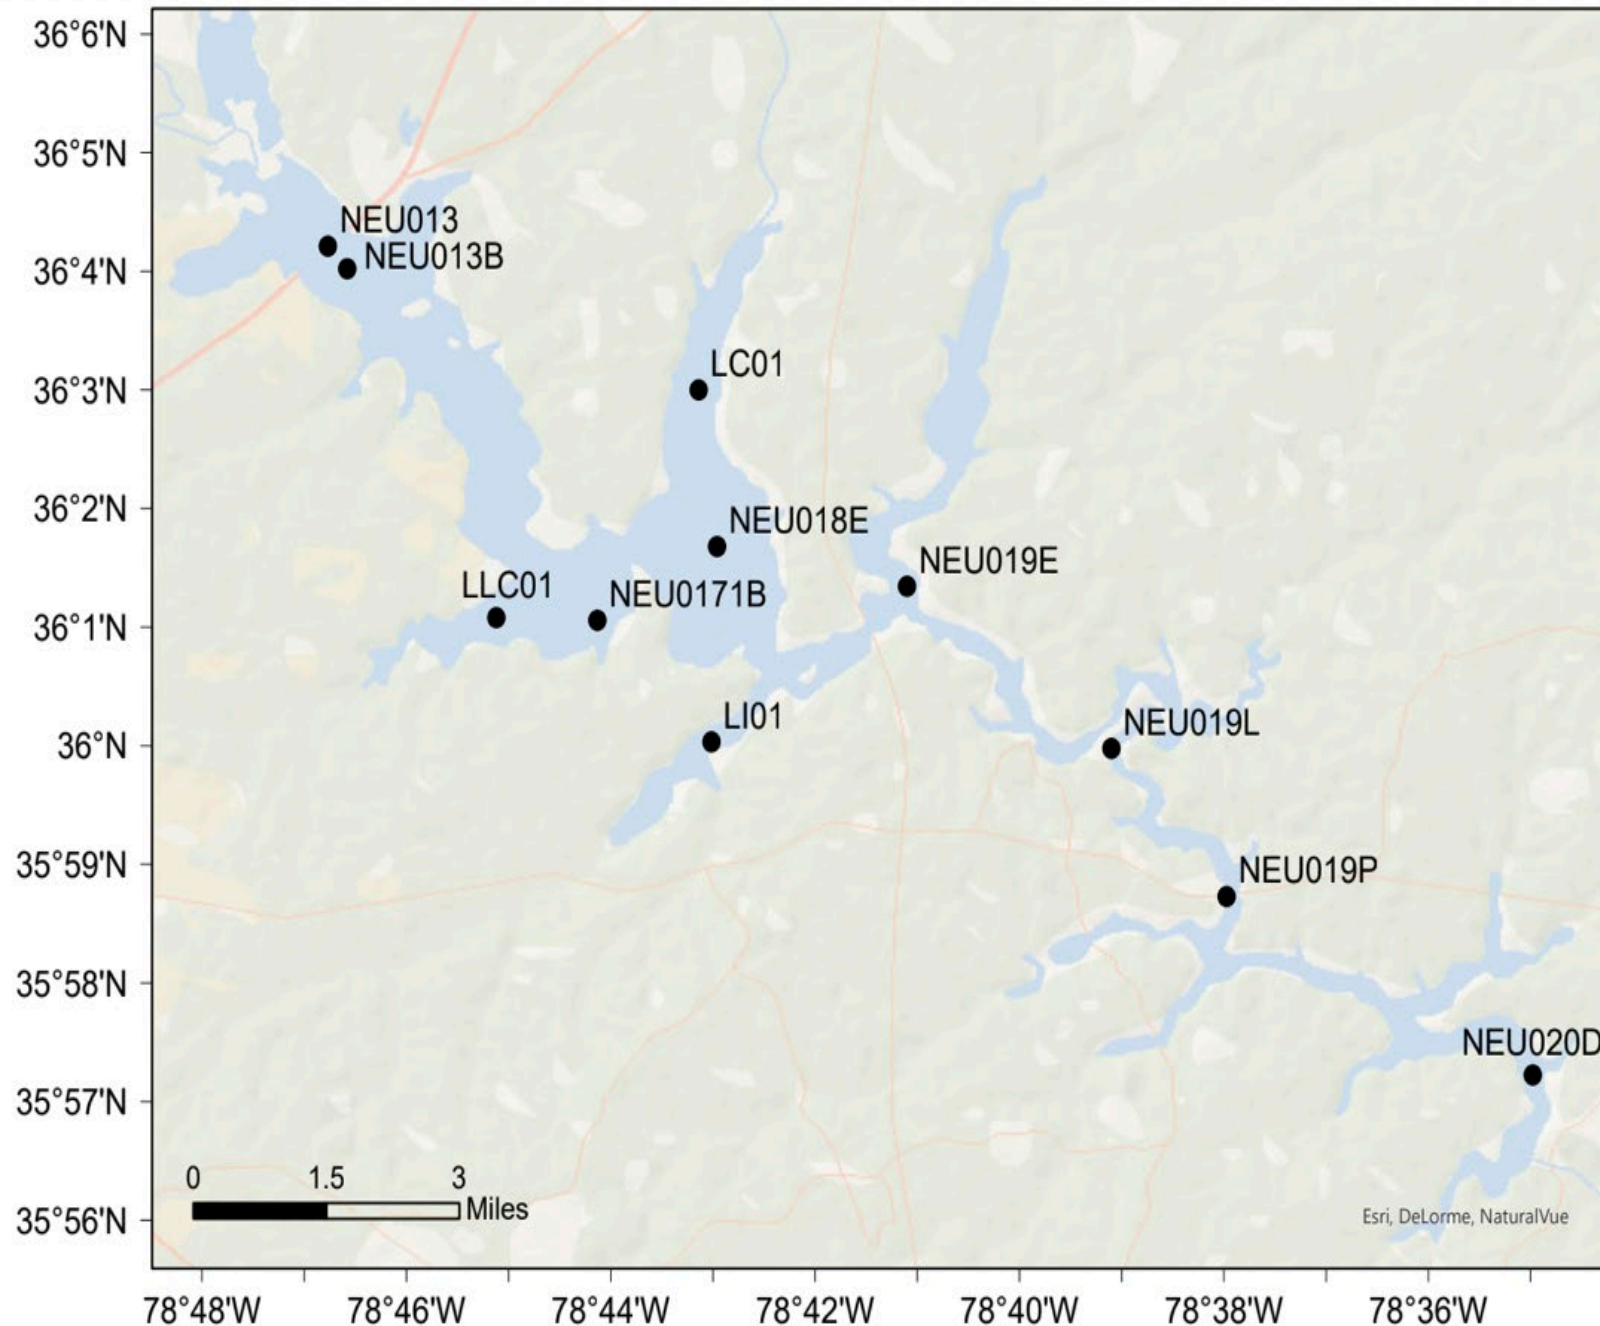 36°6'N
36°5'N
NEU013
NEU013B
36°4'N
LC01
36°3'N
36°2'N
NEU018E
NEU019E
LLC01
NEU0171B
36°1'N
LI01
NEU019L
36°N
35°59'N
NEU019P
35°58'N
NEU020D
35°57'N
0 1.5 3
Miles
35°56'N
Esri, DeLorme, NaturalVue
78°48'W 78°46'W 78°44'W 78°42'W 78°40'W 78°38'W 78°36'W